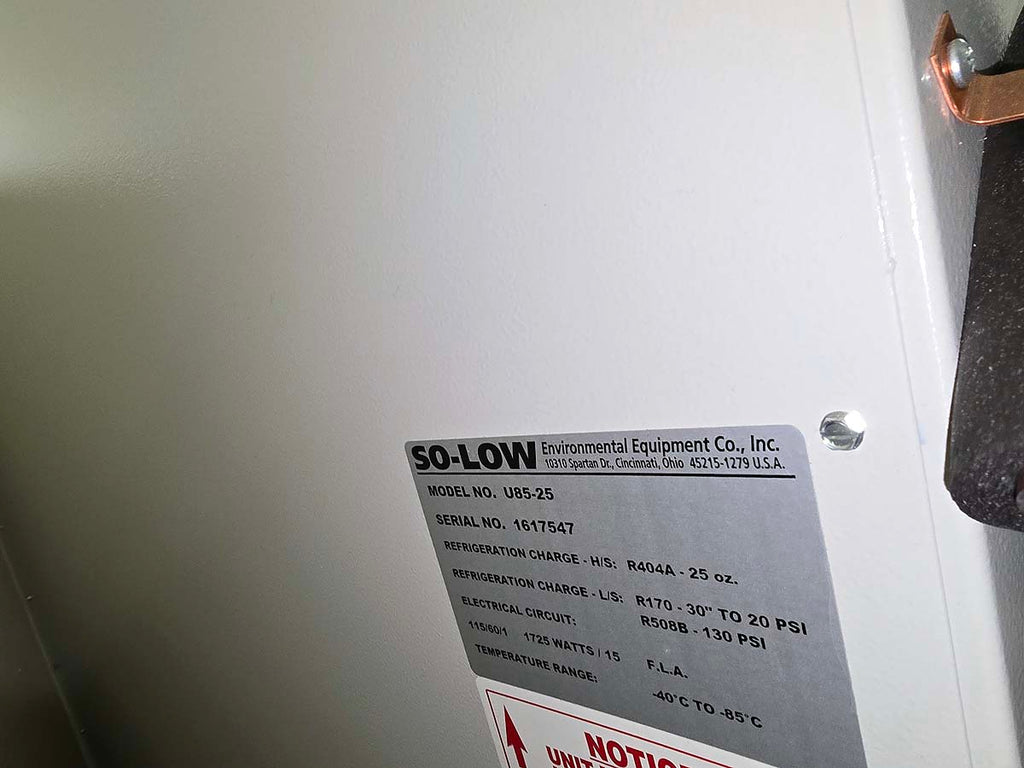 SO-LOW Environmental Equipment Co., Inc.
10310 Spartan Dr., Cincinnati, Ohio 45215-1279 U.S.A.
MODEL NO. U85-25
SERIAL NO. 1617547
REFRIGERATION CHARGE - H/S: R404A - 25 oz.
REFRIGERATION CHARGE - L/S: R170 - 30" TO 20 PSI
R508B - 130 PSI
ELECTRICAL CIRCUIT:
115/60/1 1725 WATTS / 15 F.L.A.
TEMPERATURE RANGE: -40°C TO -85°C